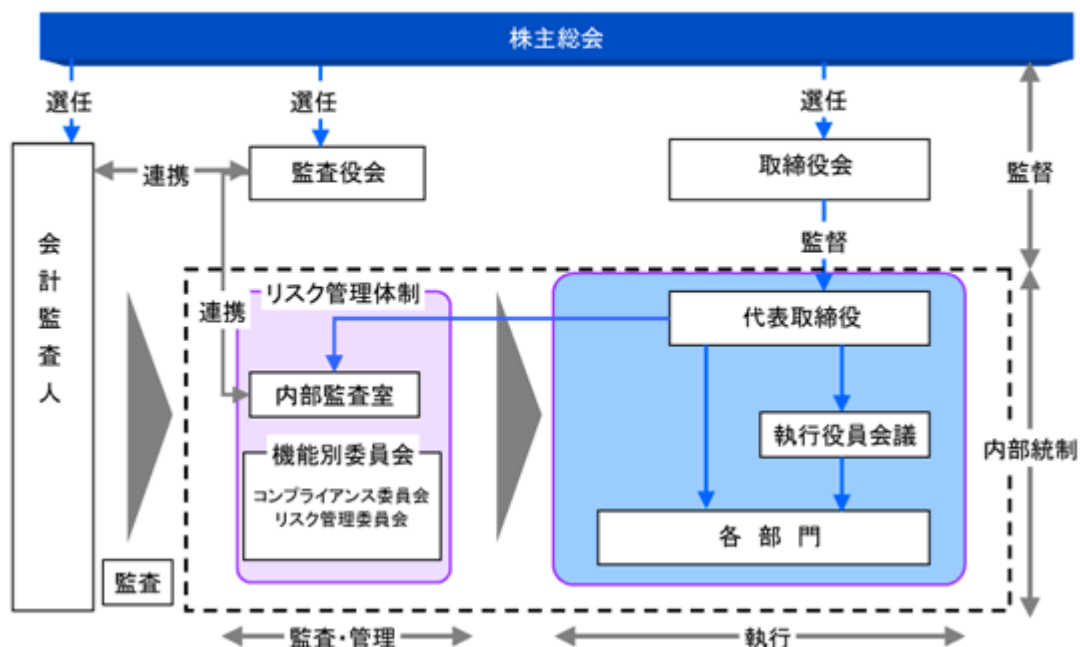 株主総会
選任
選任
選任
連携
監査役会
取締役会
監督
会計監査人
監督
リスク管理体制
連携
代表取締役
内部監査室
執行役員会議
内部統制
機能別委員会
コンプライアンス委員会
リスク管理委員会
各部門
監査
監査・管理
執行